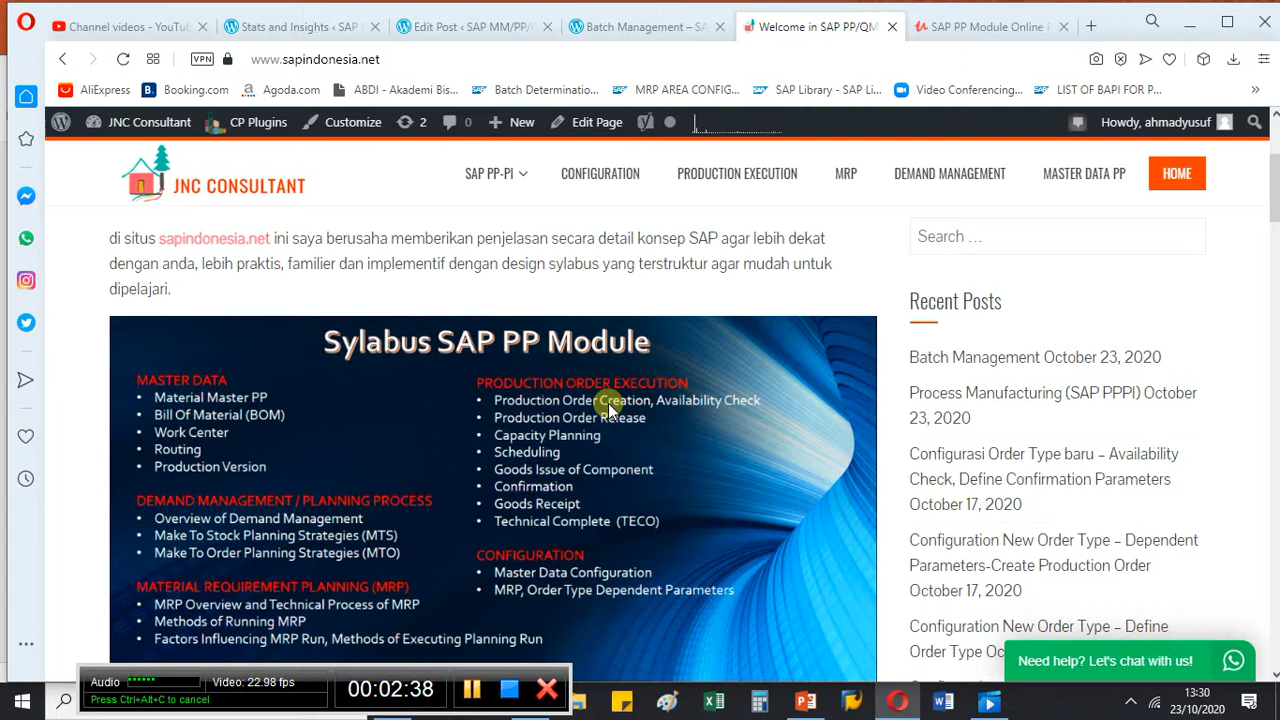 Channel videos - YouTu
Stats and Insights ‹ SAP
Edit Post ‹ SAP MM/PP/
Batch Management – SA
Welcome in SAP PP/QM
SAP PP Module Online
VPN
www.sapindonesia.net
AliExpress
Booking.com
Agoda.com
ABDI - Akademi Bis...
Batch Determinatio...
MRP AREA CONFIG...
SAP Library - SAP Li...
Video Conferencing...
LIST OF BAPI FOR P...
JNC Consultant
CP Plugins
Customize
2
0
New
Edit Page
Howdy, ahmadyusuf
JNC CONSULTANT
SAP PP-PI
CONFIGURATION
PRODUCTION EXECUTION
MRP
DEMAND MANAGEMENT
MASTER DATA PP
HOME
di situs sapindonesia.net ini saya berusaha memberikan penjelasan secara detail konsep SAP agar lebih dekat
dengan anda, lebih praktis, familier dan implementif dengan design sylabus yang terstruktur agar mudah untuk
dipelajari.
Sylabus SAP PP Module
MASTER DATA
• Material Master PP
• Bill Of Material (BOM)
• Work Center
• Routing
• Production Version
DEMAND MANAGEMENT / PLANNING PROCESS
• Overview of Demand Management
• Make To Stock Planning Strategies (MTS)
• Make To Order Planning Strategies (MTO)
MATERIAL REQUIREMENT PLANNING (MRP)
• MRP Overview and Technical Process of MRP
• Methods of Running MRP
• Factors Influencing MRP Run, Methods of Executing Planning Run
PRODUCTION ORDER EXECUTION
• Production Order Creation, Availability Check
• Production Order Release
• Capacity Planning
• Scheduling
• Goods Issue of Component
• Confirmation
• Goods Receipt
• Technical Complete (TECO)
CONFIGURATION
• Master Data Configuration
• MRP, Order Type Dependent Parameters
Search …
Recent Posts
Batch Management October 23, 2020
Process Manufacturing (SAP PPPI) October
23, 2020
Configurasi Order Type baru – Availability
Check, Define Confirmation Parameters
October 17, 2020
Configuration New Order Type – Dependent
Parameters-Create Production Order
October 17, 2020
Configuration New Order Type – Define
Order Type Oc
Need help? Let's chat with us!
Audio
Video: 22.98 fps
Press Ctrl+Alt+C to cancel
00:02:38
13:30
23/10/2020